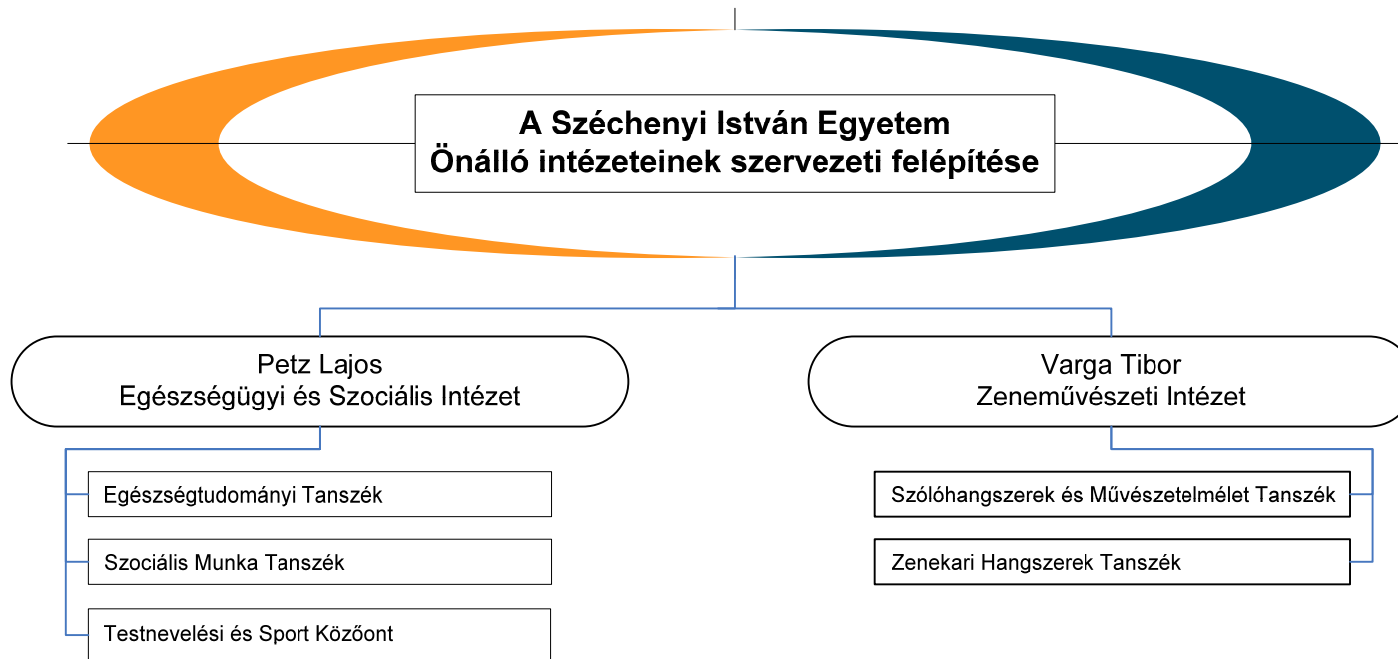 A Széchenyi István Egyetem
Önálló intézeteinek szervezeti felépítése
Petz Lajos
Egészségügyi és Szociális Intézet
Varga Tibor
Zeneművészeti Intézet
Egészségtudományi Tanszék
Szociális Munka Tanszék
Testnevelési és Sport Közőont
Szólóhangszerek és Művészetelmélet Tanszék
Zenekari Hangszerek Tanszék